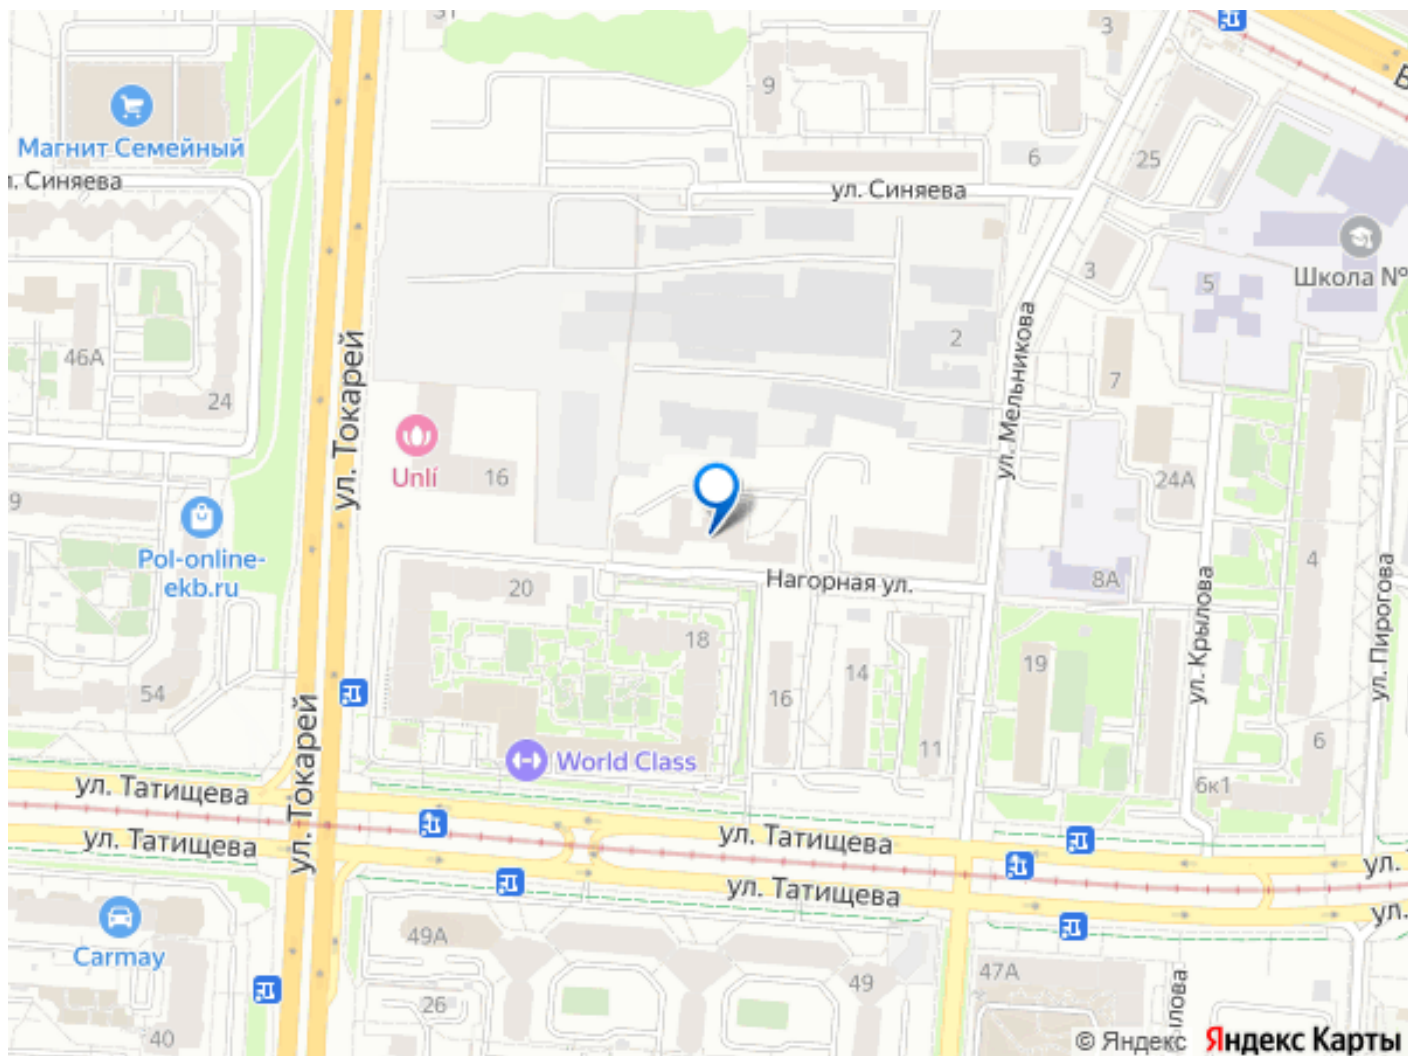 31
3
9
Магнит Семейный
6
25
л. Синяева
ул. Синяева
Школа №
3
5
2
46А
7
24
ул. Токарей
ул. Мельникова
Unlí
16
24А
9
Pol-online-
ekb.ru
Нагорная ул.
8А
4
20
18
14
19
16
ул. Крылова
ул. Пирогова
54
11
6
World Class
6к1
ул. Токарей
ул. Татищева
ул. Татищева
ул. Татищева
ул. Татищева
ул.
ул.
Carmay
49А
49
47А
26
40
ылова
© Яндекс Яндекс Карты